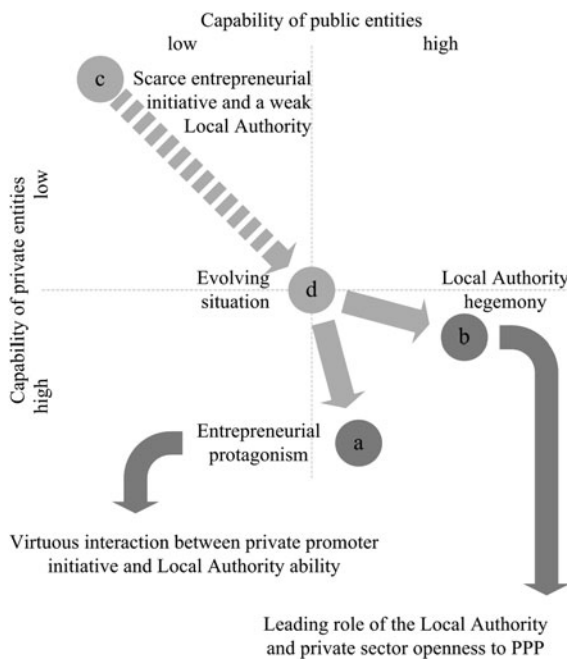 Capability of public entities
low
high
c
Scarce entrepreneurial
initiative and a weak
Local Authority
Capability of private entities
low
high
Evolving
situation
d
Local Authority
hegemony
b
Entrepreneurial
protagonism
a
Virtuous interaction between private promoter
initiative and Local Authority ability
Leading role of the Local Authority
and private sector openness to PPP